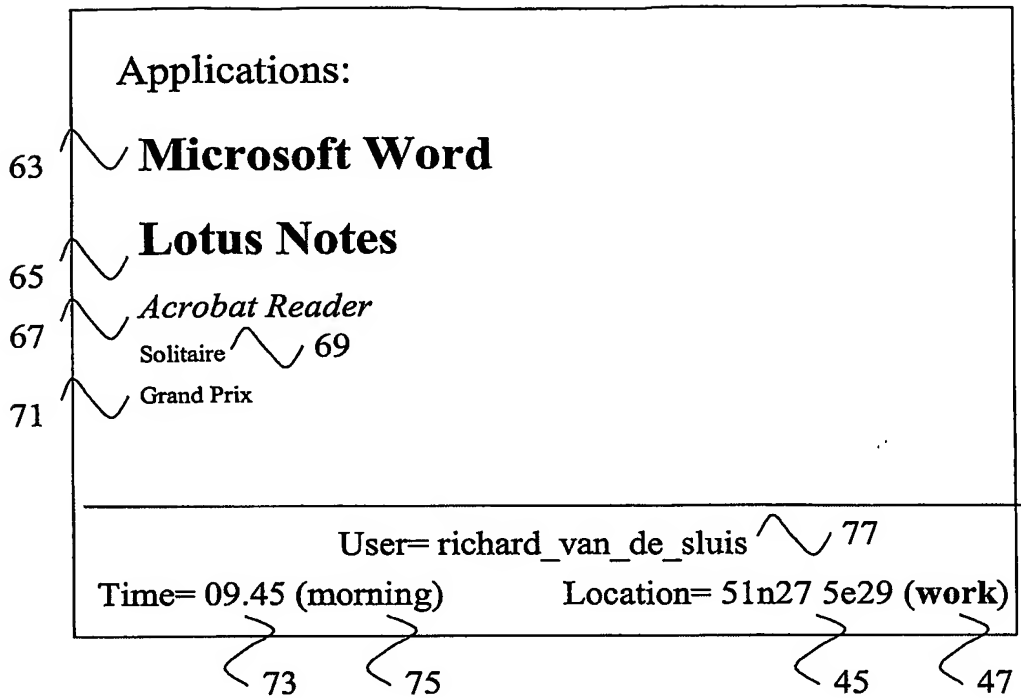 Applications:
63 Microsoft Word
65 Lotus Notes
67 Acrobat Reader
Solitaire 69
71 Grand Prix
User= richard_van_de_sluis 77
Time= 09.45 (morning) Location= 51n27 5e29 (work)
73 75 45 47